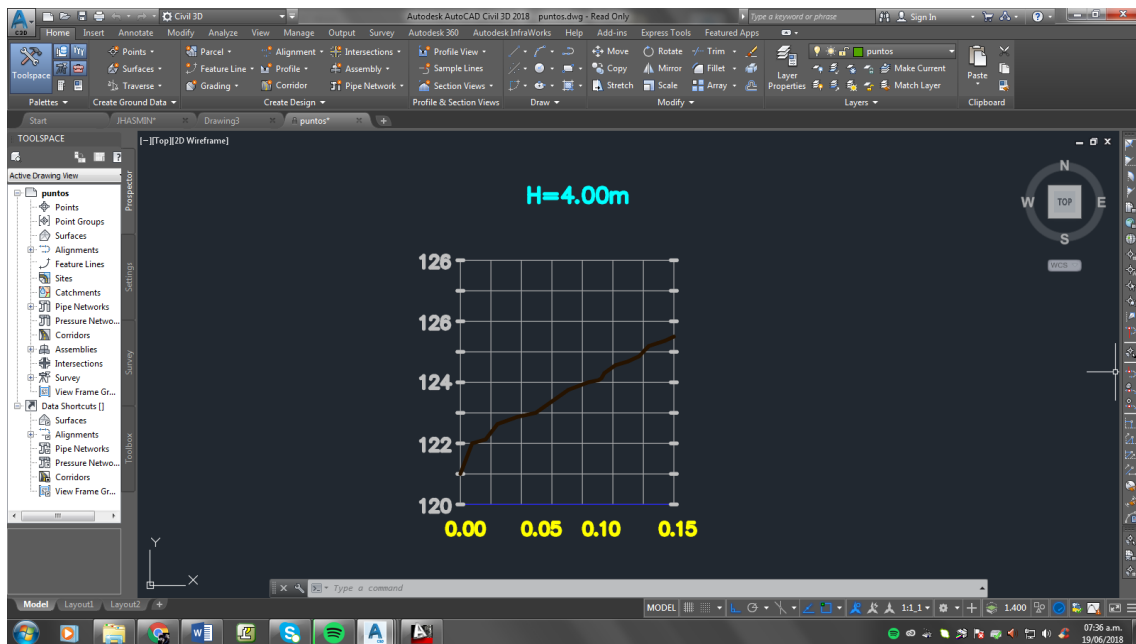 Civil 3D
Autodesk AutoCAD Civil 3D 2018 puntos.dwg - Read Only
Type a keyword or phrase
Sign In
C3D
Home Insert Annotate Modify Analyze View Manage Output Survey Autodesk 360 Autodesk InfraWorks Help Add-ins Express Tools Featured Apps
Toolspace
Points
Surfaces
Traverse
Parcel
Feature Line
Grading
Alignment
Profile
Corridor
Intersections
Assembly
Pipe Network
Profile View
Sample Lines
Section Views
Move
Copy
Stretch
Rotate
Mirror
Scale
Trim
Fillet
Array
Layer Properties
puntos
Make Current
Match Layer
Paste
Palettes Create Ground Data Create Design Profile & Section Views Draw Modify Layers Clipboard
Start JHASMIN* Drawing3 puntos*
TOOLSPACE
Active Drawing View
puntos
Points
Point Groups
Surfaces
Alignments
Feature Lines
Sites
Catchments
Pipe Networks
Pressure Netwo...
Corridors
Assemblies
Intersections
Survey
View Frame Gr...
Data Shortcuts []
Surfaces
Alignments
Pipe Networks
Pressure Netwo...
Corridors
View Frame Gr...
Prospector
Settings
Survey
Toolbox
[−][Top][2D Wireframe]
H=4.00m
126
126
124
122
120
0.00 0.05 0.10 0.15
N
W TOP E
S
WCS
Y
X
Type a command
Model Layout1 Layout2 +
MODEL
1:1_1
1.400
07:36 a.m.
19/06/2018